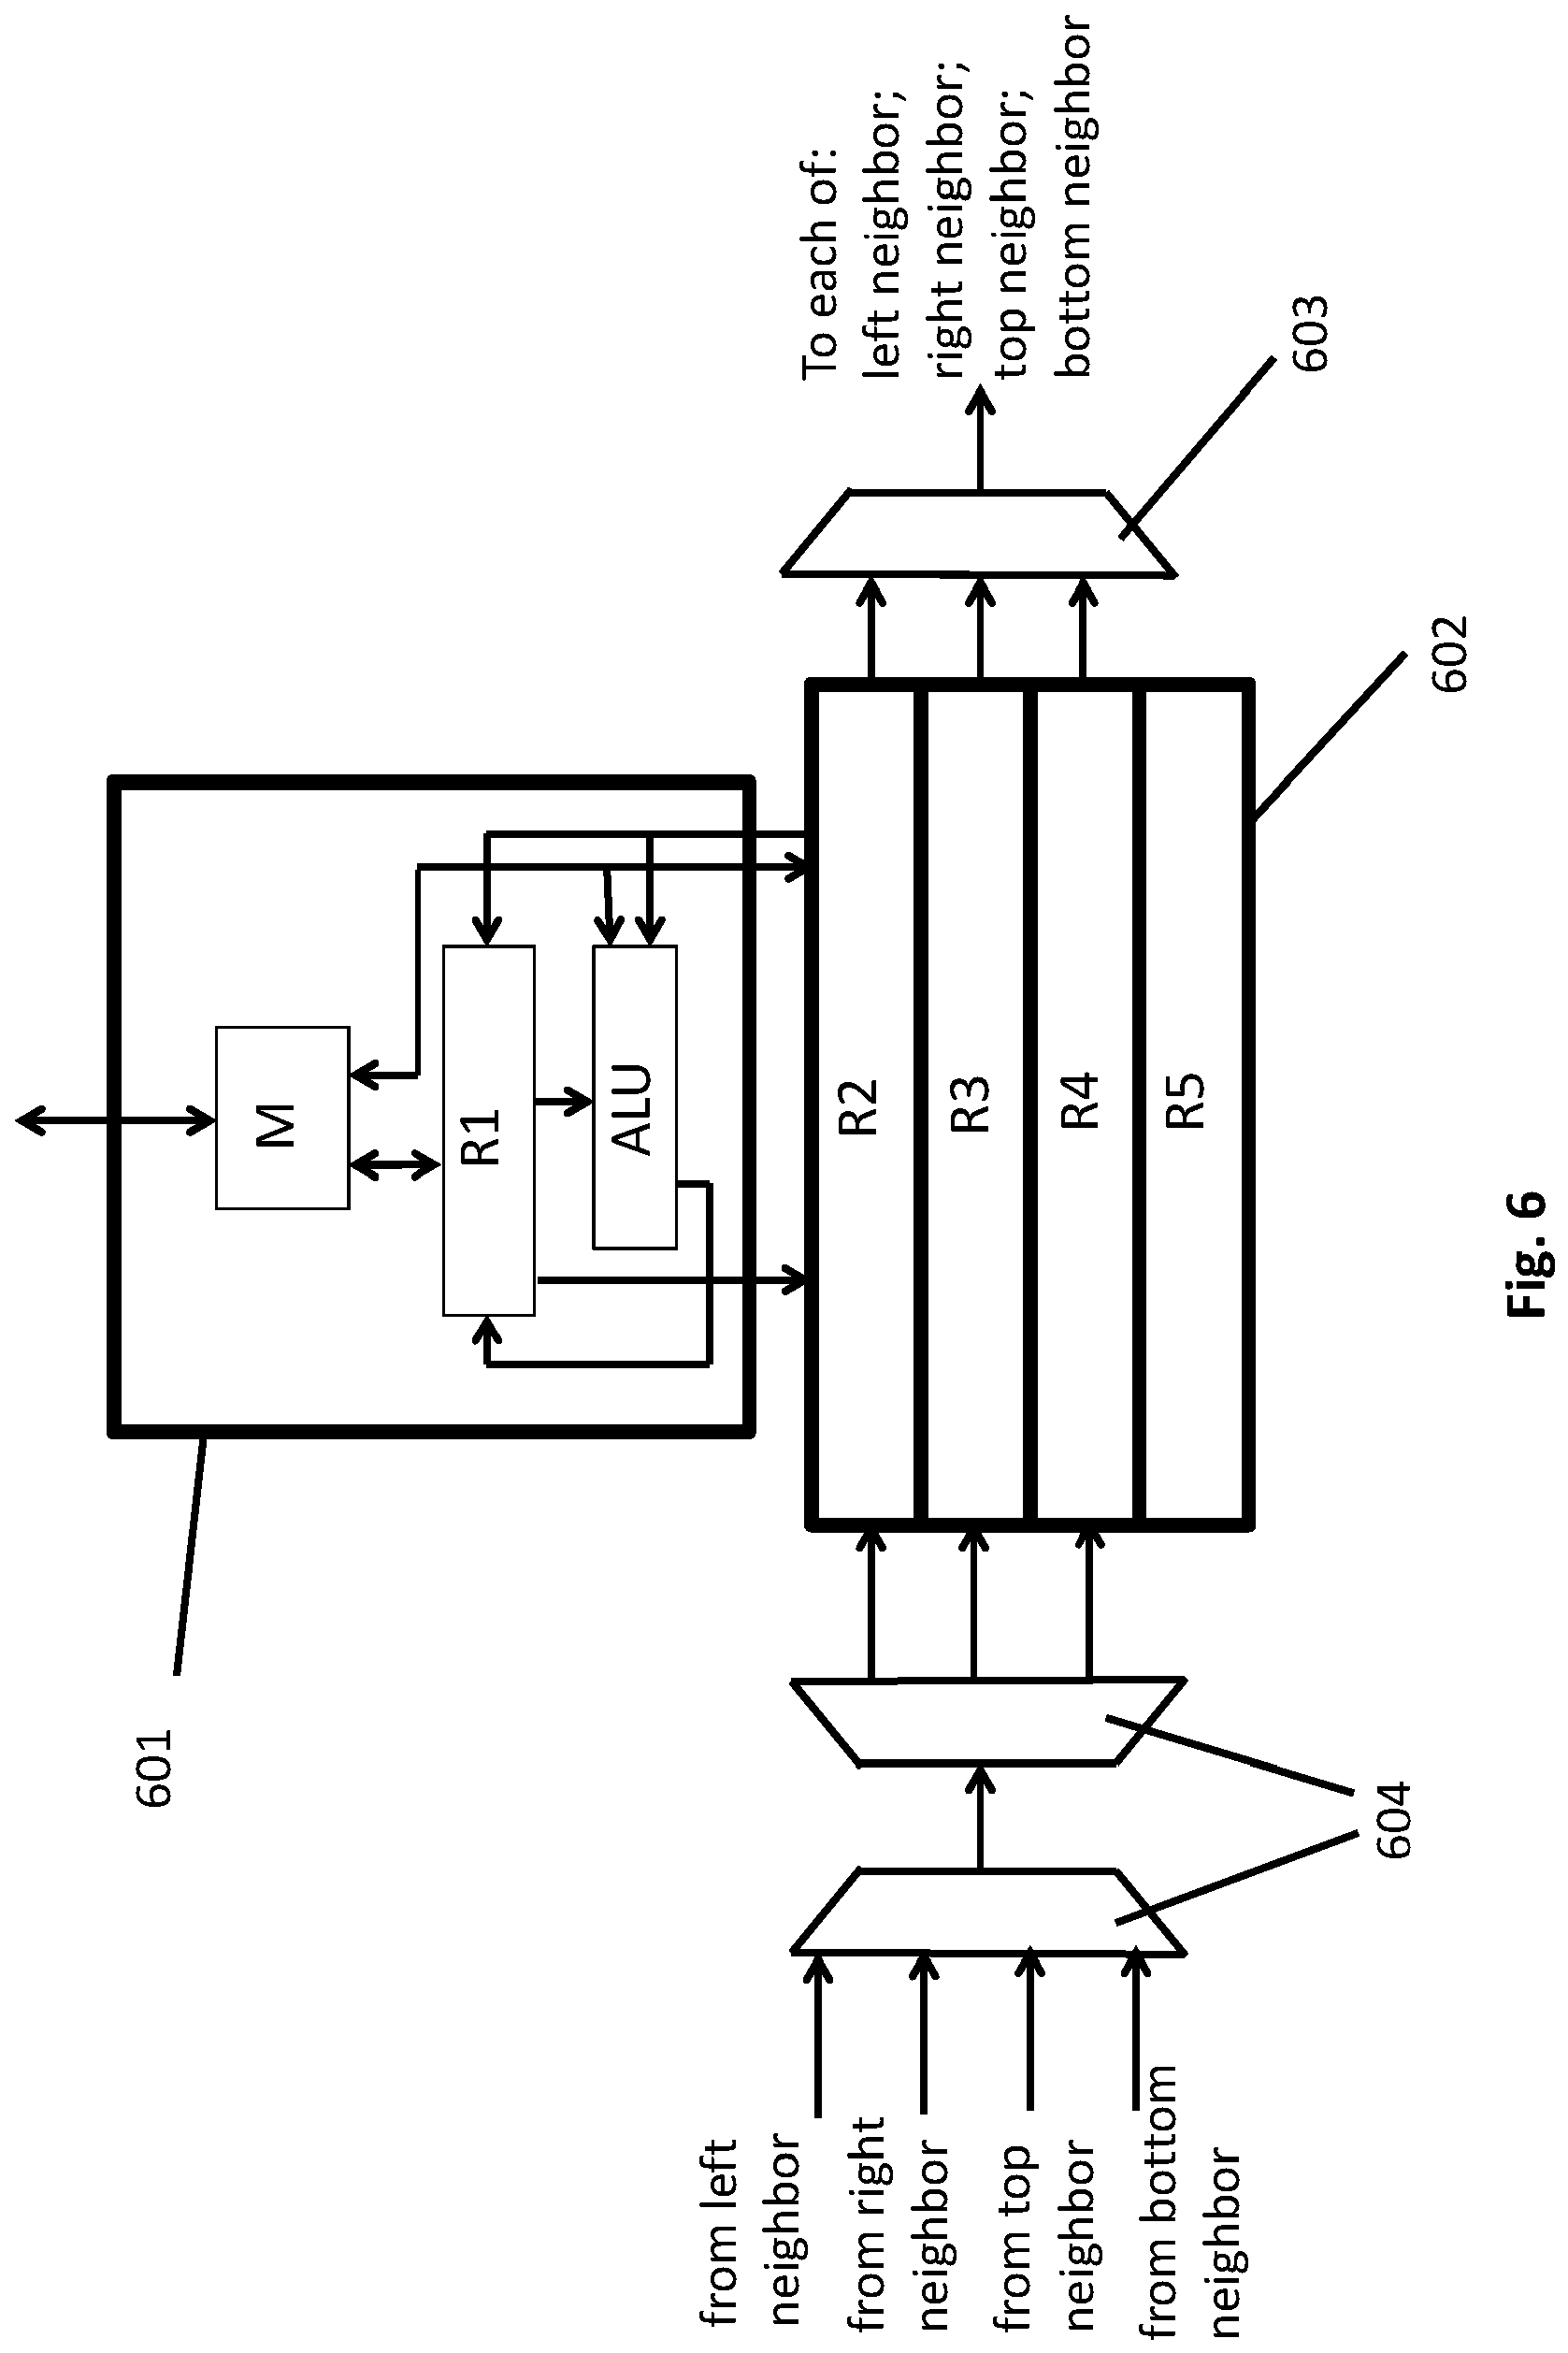 601
M
R1
ALU
from left
neighbor
from right
neighbor
from top
neighbor
from bottom
neighbor
R2
R3
R4
R5
To each of:
left neighbor;
right neighbor;
top neighbor;
bottom neighbor
604
602
603
Fig. 6